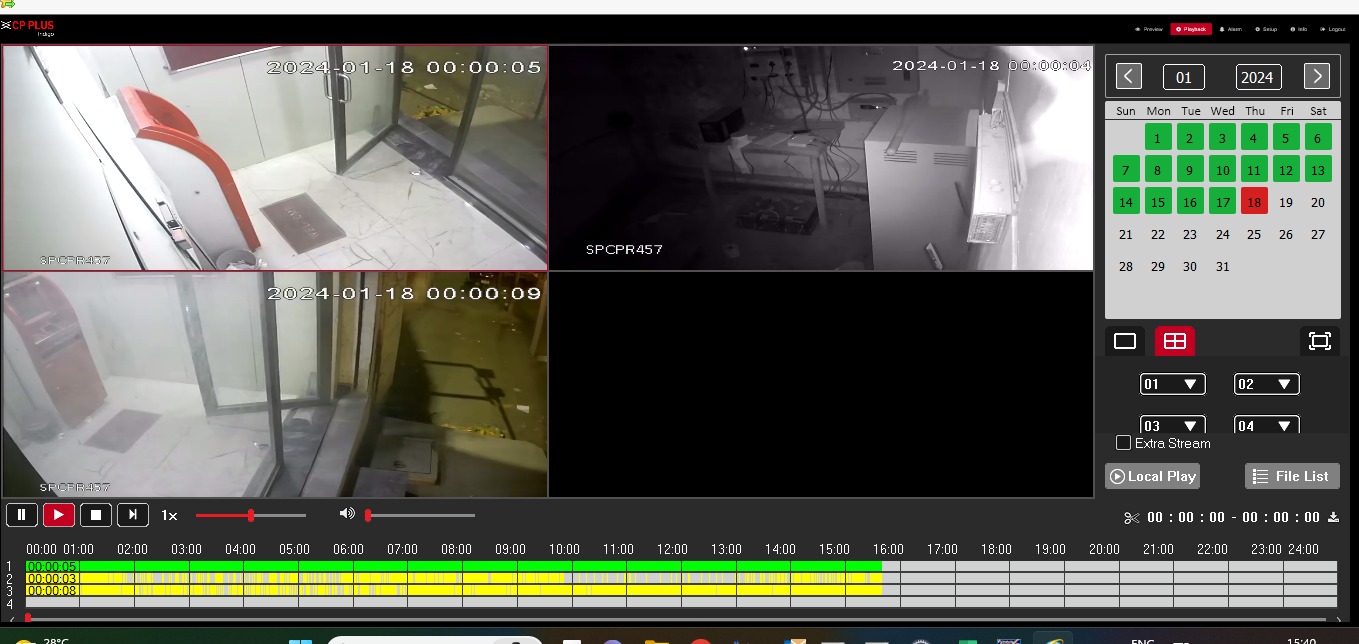 CP PLUS
Indigo
Preview Playback Alarm Setup Info Logout
2024-01-18 00:00:05
SPCPR457
2024-01-18 00:00:04
SPCPR457
2024-01-18 00:00:09
SPCPR457
01 2024
Sun Mon Tue Wed Thu Fri Sat
1 2 3 4 5 6
7 8 9 10 11 12 13
14 15 16 17 18 19 20
21 22 23 24 25 26 27
28 29 30 31
01 02
03 04
Extra Stream
Local Play File List
1x
00 : 00 : 00 - 00 : 00 : 00
00:00 01:00 02:00 03:00 04:00 05:00 06:00 07:00 08:00 09:00 10:00 11:00 12:00 13:00 14:00 15:00 16:00 17:00 18:00 19:00 20:00 21:00 22:00 23:00 24:00
1 00:00:05
2 00:00:03
3 00:00:08
4
28°C ENG 15:40